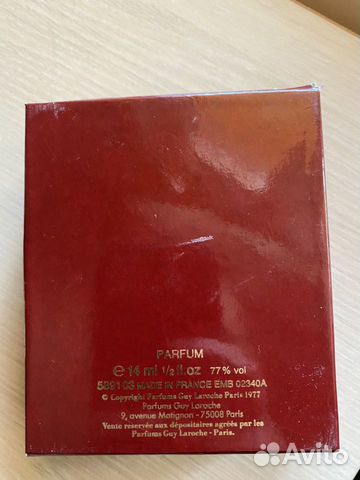 PARFUM
e 14 ml 1/2 fl.oz 77% vol
5891 03 MADE IN FRANCE EMB 02340A
© Copyright Parfums Guy Laroche Paris 1977
Parfums Guy Laroche
9, avenue Matignon - 75008 Paris
Vente réservée aux dépositaires agréés par les
Parfums Guy Laroche - Paris.
Avito